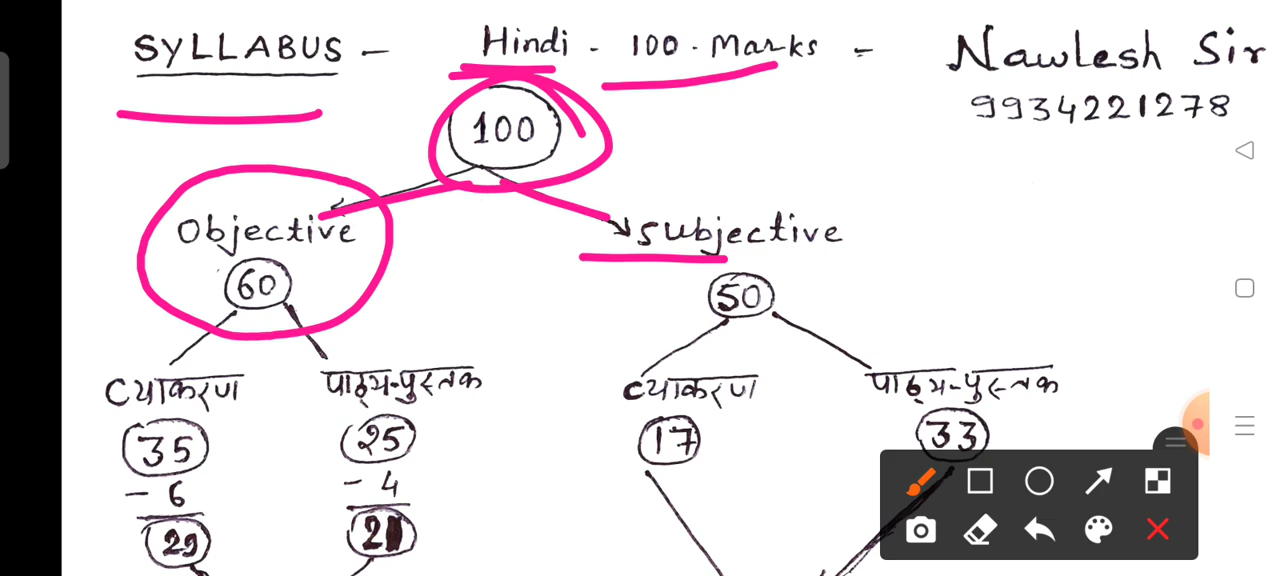 SYLLABUS - Hindi - 100 - Marks - Nawlesh Sir
9934221278
100
Objective Subjective
60 50
व्याकरण पाठ्य-पुस्तक व्याकरण पाठ्य-पुस्तक
35 25 17 33
- 6 - 4
29 21